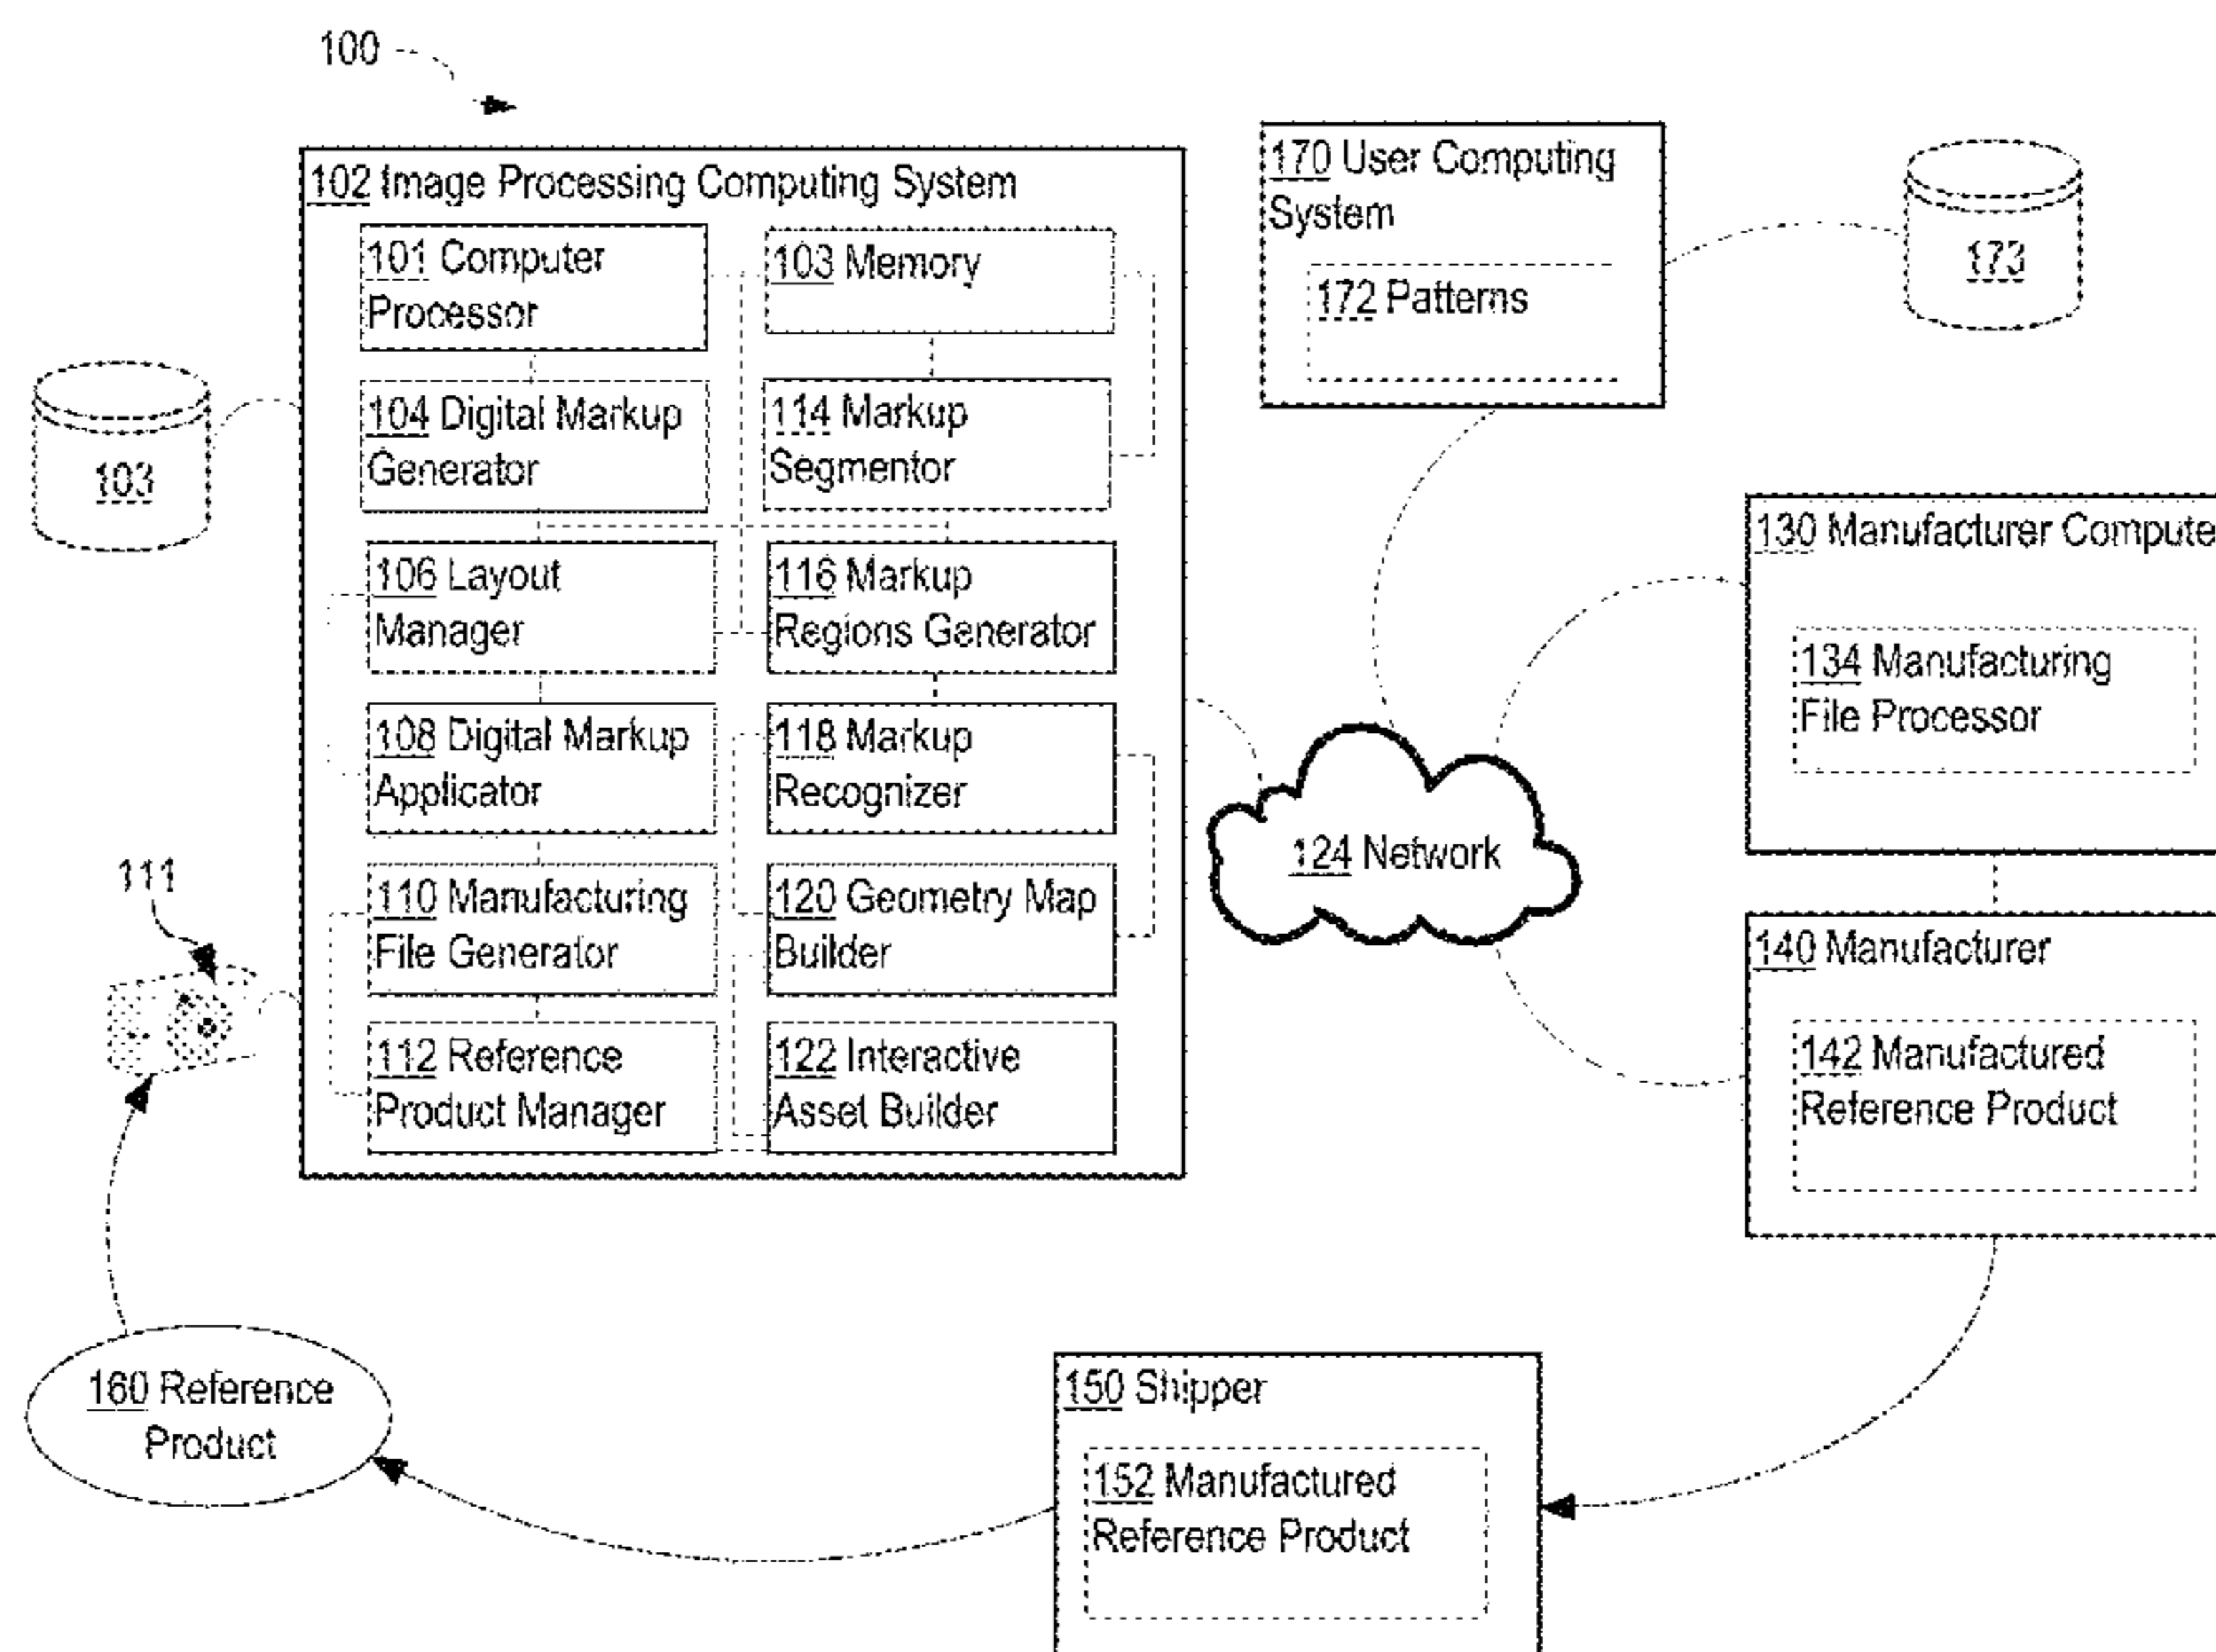 100
102 Image Processing Computing System
101 Computer
Processor
103 Memory
104 Digital Markup
Generator
114 Markup
Segmentor
106 Layout
Manager
116 Markup
Regions Generator
108 Digital Markup
Applicator
118 Markup
Recognizer
110 Manufacturing
File Generator
120 Geometry Map
Builder
112 Reference
Product Manager
122 Interactive
Asset Builder
103
111
170 User Computing
System
172 Patterns
173
124 Network
130 Manufacturer Compute
134 Manufacturing
File Processor
140 Manufacturer
142 Manufactured
Reference Product
150 Shipper
152 Manufactured
Reference Product
160 Reference
Product